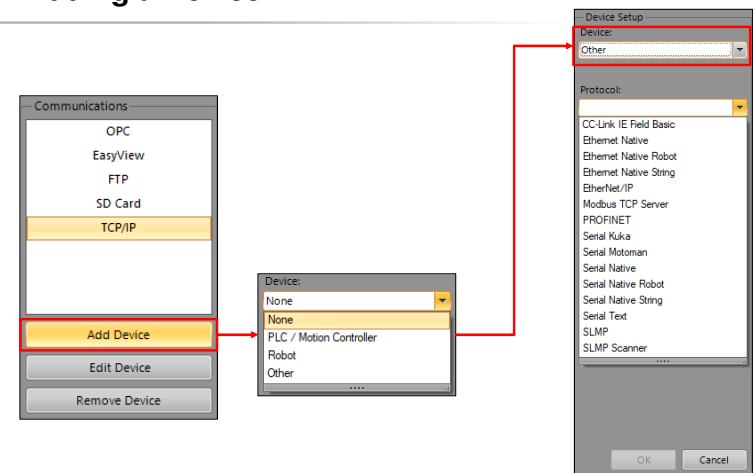 Communications
OPC
EasyView
FTP
SD Card
TCP/IP
Add Device
Edit Device
Remove Device
Device:
None
None
PLC / Motion Controller
Robot
Other
Device Setup
Device:
Other
Protocol:
CC-Link IE Field Basic
Ethernet Native
Ethernet Native Robot
Ethernet Native String
EtherNet/IP
Modbus TCP Server
PROFINET
Serial Kuka
Serial Motoman
Serial Native
Serial Native Robot
Serial Native String
Serial Text
SLMP
SLMP Scanner
OK
Cancel